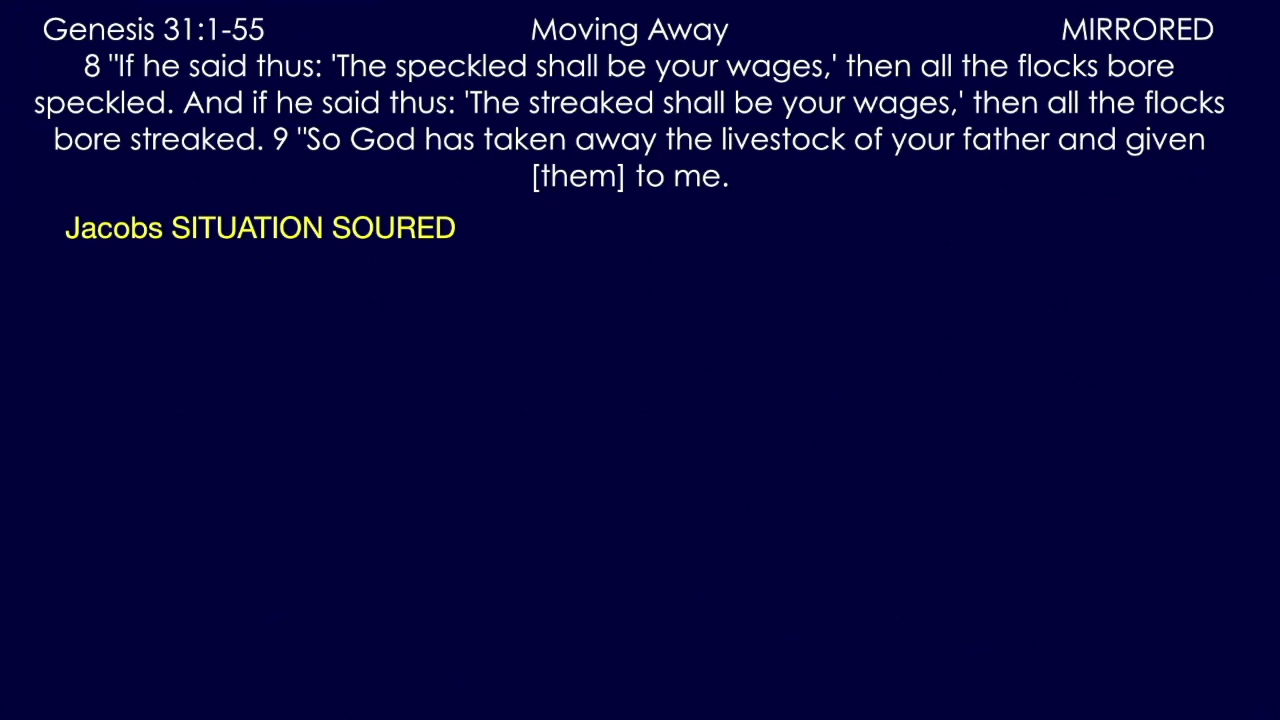 Genesis 31:1-55 Moving Away MIRRORED
8 "If he said thus: 'The speckled shall be your wages,' then all the flocks bore
speckled. And if he said thus: 'The streaked shall be your wages,' then all the flocks
bore streaked. 9 "So God has taken away the livestock of your father and given
[them] to me.
Jacobs SITUATION SOURED